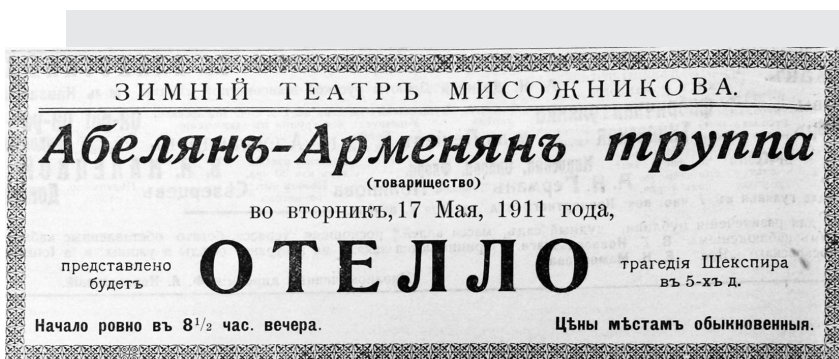 ЗИМНІЙ ТЕАТРЪ МИСОЖНИКОВА.
Абелянъ-Арменянъ труппа
(товарищество)
во вторникъ, 17 Мая, 1911 года,
представлено будетъ
ОТЕЛЛО
трагедія Шекспира въ 5-хъ д.
Начало ровно въ 8½ час. вечера.
Цѣны мѣстамъ обыкновенныя.